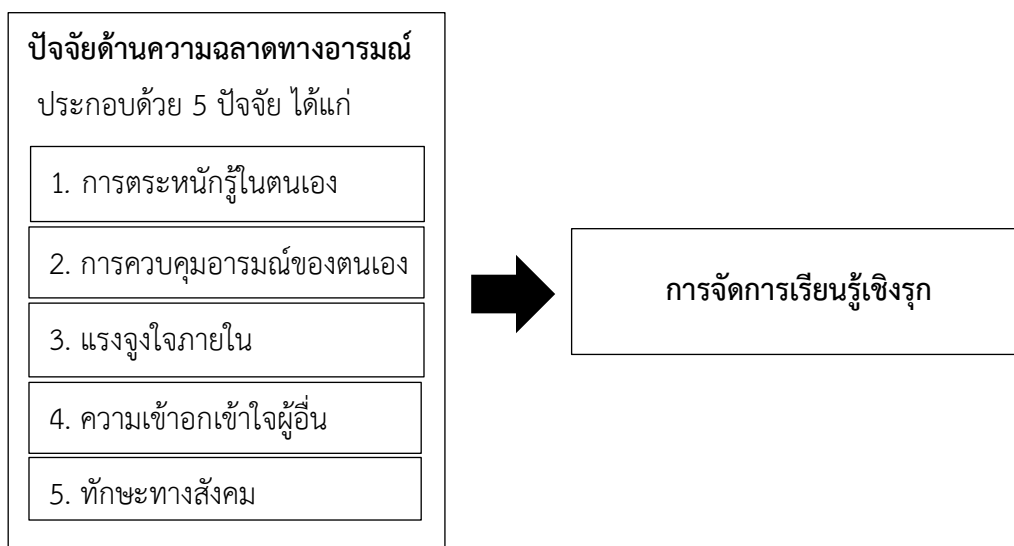 ปัจจัยด้านความฉลาดทางอารมณ์
ประกอบด้วย 5 ปัจจัย ได้แก่
1. การตระหนักรู้ในตนเอง
2. การควบคุมอารมณ์ของตนเอง
3. แรงจูงใจภายใน
4. ความเข้าอกเข้าใจผู้อื่น
5. ทักษะทางสังคม
การจัดการเรียนรู้เชิงรุก